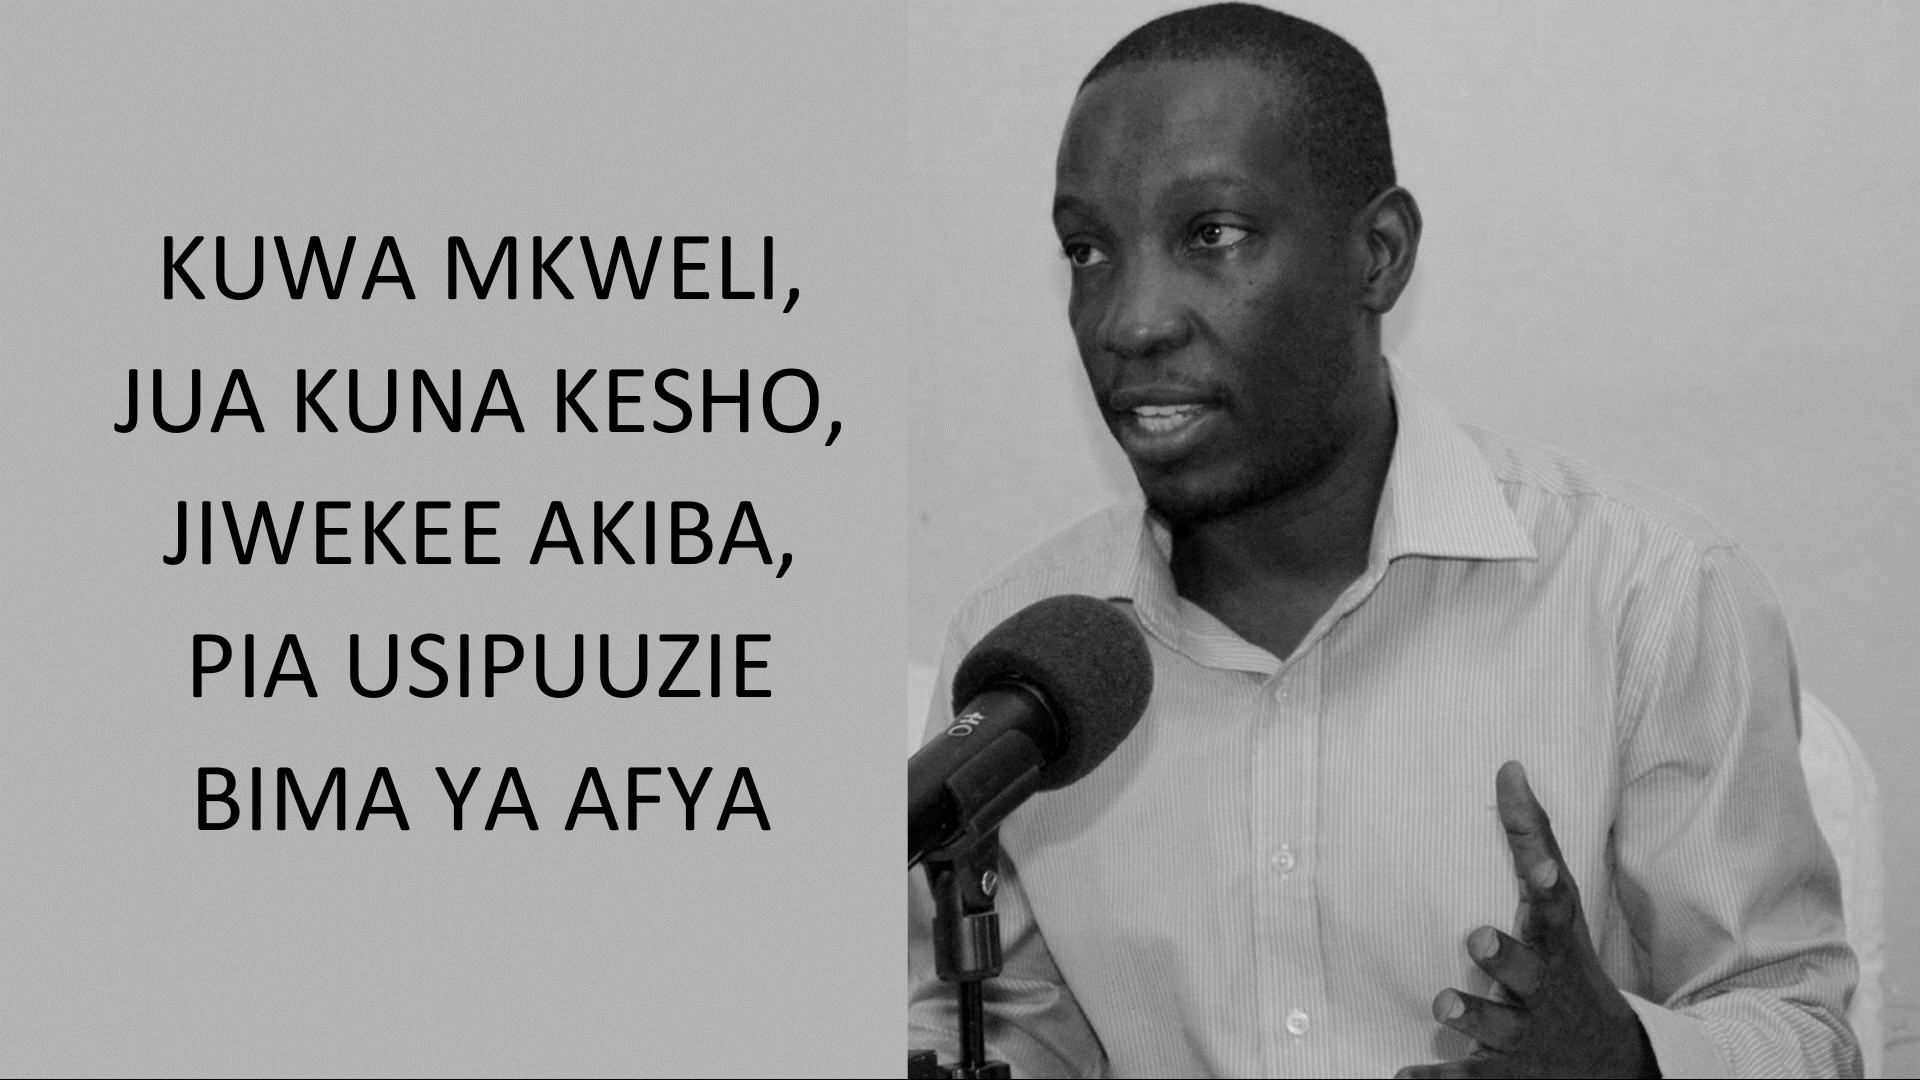 KUWA MKWELI,
JUA KUNA KESHO,
JIWEKEE AKIBA,
PIA USIPUUZIE
BIMA YA AFYA